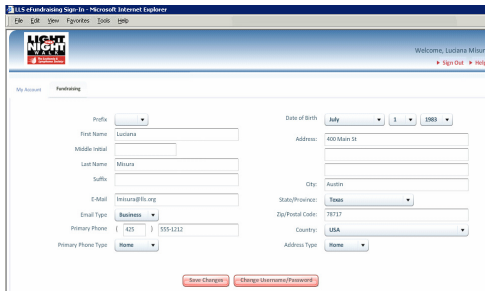 LLS eFundraising Sign-In - Microsoft Internet Explorer
File Edit View Favorites Tools Help
LIGHT
NIGHT
WALK
Welcome, Luciana Misur
Sign Out Help
My Account Fundraising
Prefix
First Name Luciana
Middle Initial
Last Name Misura
Suffix
E-Mail lmisura@lls.org
Email Type Business
Primary Phone ( 425 ) 555-1212
Primary Phone Type Home
Date of Birth July 1 1983
Address: 400 Main St
City: Austin
State/Province: Texas
Zip/Postal Code: 78717
Country: USA
Address Type Home
Save Changes Change Username/Password